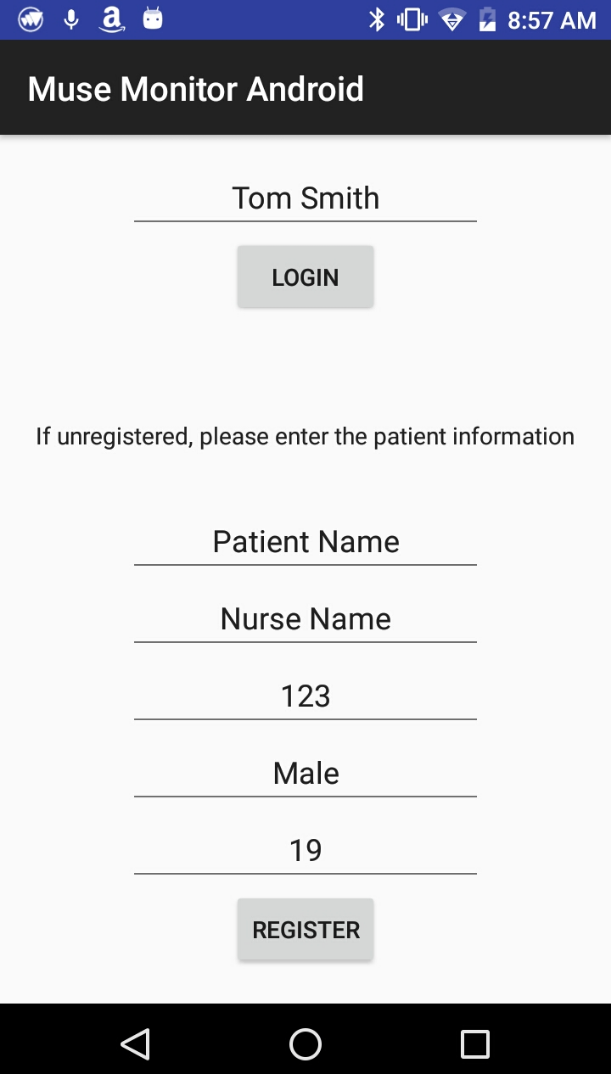 8:57 AM
Muse Monitor Android
Tom Smith
LOGIN
If unregistered, please enter the patient information
Patient Name
Nurse Name
123
Male
19
REGISTER